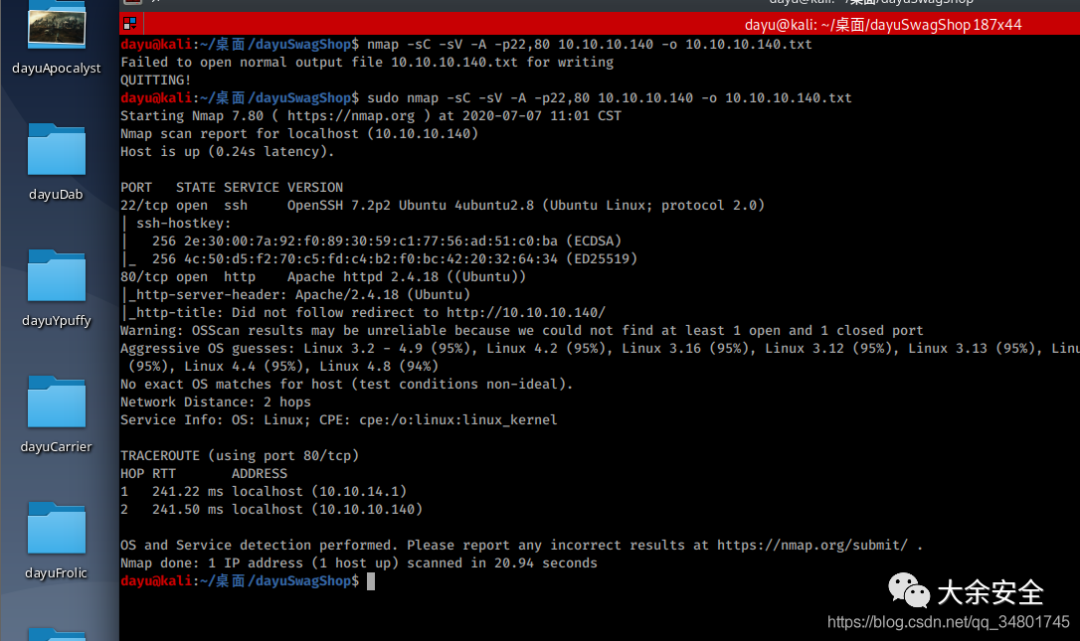 dayu@kali: ~/桌面/dayuSwagShop 187x44
dayu@kali:~/桌面/dayuSwagShop$ nmap -sC -sV -A -p22,80 10.10.10.140 -o 10.10.10.140.txt
Failed to open normal output file 10.10.10.140.txt for writing
QUITTING!
dayu@kali:~/桌面/dayuSwagShop$ sudo nmap -sC -sV -A -p22,80 10.10.10.140 -o 10.10.10.140.txt
Starting Nmap 7.80 ( https://nmap.org ) at 2020-07-07 11:01 CST
Nmap scan report for localhost (10.10.10.140)
Host is up (0.24s latency).
PORT   STATE SERVICE VERSION
22/tcp open  ssh     OpenSSH 7.2p2 Ubuntu 4ubuntu2.8 (Ubuntu Linux; protocol 2.0)
| ssh-hostkey:
|   256 2e:30:00:7a:92:f0:89:30:59:c1:77:56:ad:51:c0:ba (ECDSA)
|_  256 4c:50:d5:f2:70:c5:fd:c4:b2:f0:bc:42:20:32:64:34 (ED25519)
80/tcp open  http    Apache httpd 2.4.18 ((Ubuntu))
|_http-server-header: Apache/2.4.18 (Ubuntu)
|_http-title: Did not follow redirect to http://10.10.10.140/
Warning: OSScan results may be unreliable because we could not find at least 1 open and 1 closed port
Aggressive OS guesses: Linux 3.2 - 4.9 (95%), Linux 4.2 (95%), Linux 3.16 (95%), Linux 3.12 (95%), Linux 3.13 (95%), Linu
(95%), Linux 4.4 (95%), Linux 4.8 (94%)
No exact OS matches for host (test conditions non-ideal).
Network Distance: 2 hops
Service Info: OS: Linux; CPE: cpe:/o:linux:linux_kernel
TRACEROUTE (using port 80/tcp)
HOP RTT       ADDRESS
1   241.22 ms localhost (10.10.14.1)
2   241.50 ms localhost (10.10.10.140)
OS and Service detection performed. Please report any incorrect results at https://nmap.org/submit/ .
Nmap done: 1 IP address (1 host up) scanned in 20.94 seconds
dayu@kali:~/桌面/dayuSwagShop$
dayuApocalyst
dayuDab
dayuYpuffy
dayuCarrier
dayuFrolic
大余安全
https://blog.csdn.net/qq_34801745